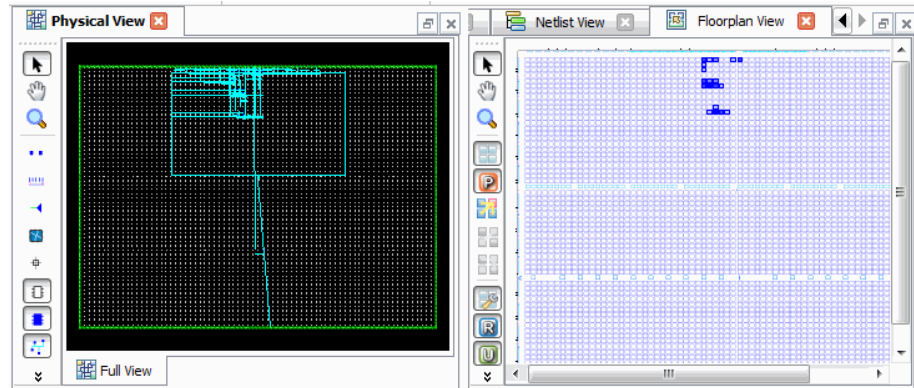 Physical View
Netlist View
Floorplan View
P
R
U
Full View